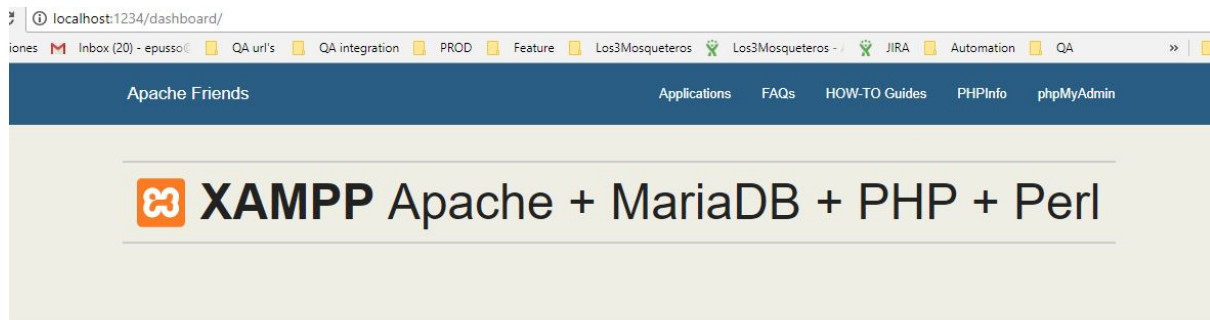 localhost:1234/dashboard/
iones Inbox (20) - epusso QA url's QA integration PROD Feature Los3Mosqueteros Los3Mosqueteros - JIRA Automation QA »
Apache Friends Applications FAQs HOW-TO Guides PHPInfo phpMyAdmin
XAMPP Apache + MariaDB + PHP + Perl